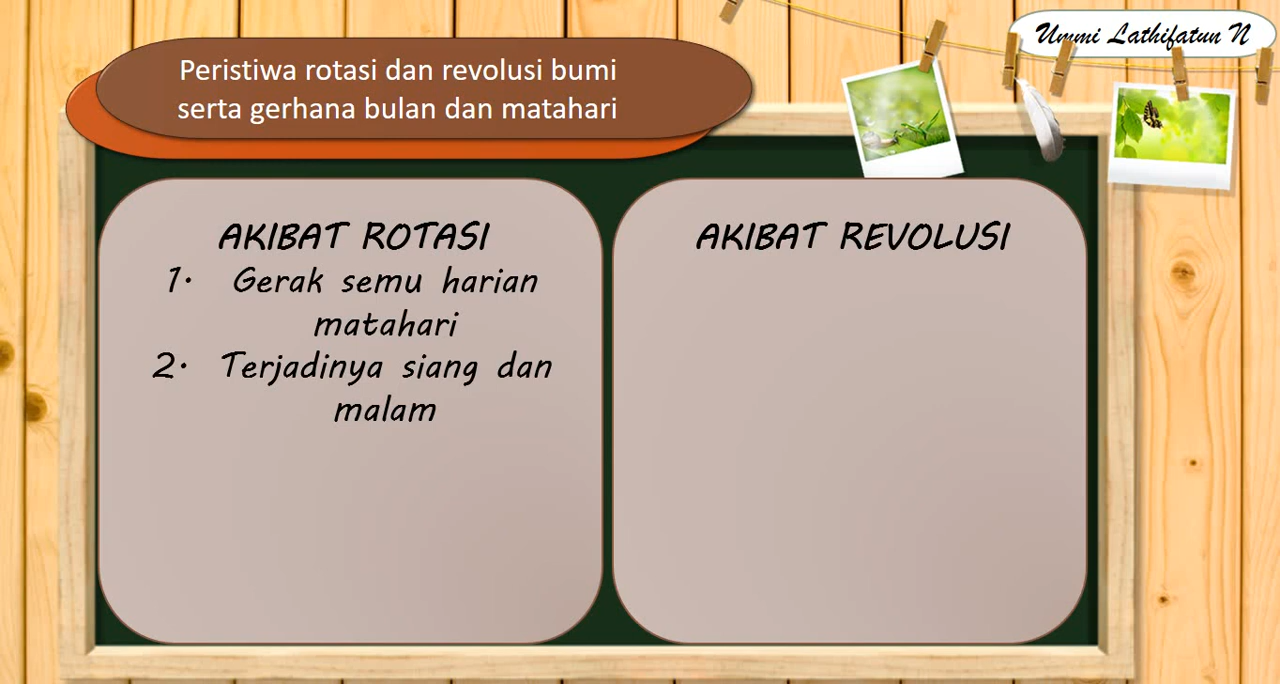 Ummi Lathifatun N
Peristiwa rotasi dan revolusi bumi
serta gerhana bulan dan matahari
AKIBAT ROTASI
1. Gerak semu harian
matahari
2. Terjadinya siang dan
malam
AKIBAT REVOLUSI